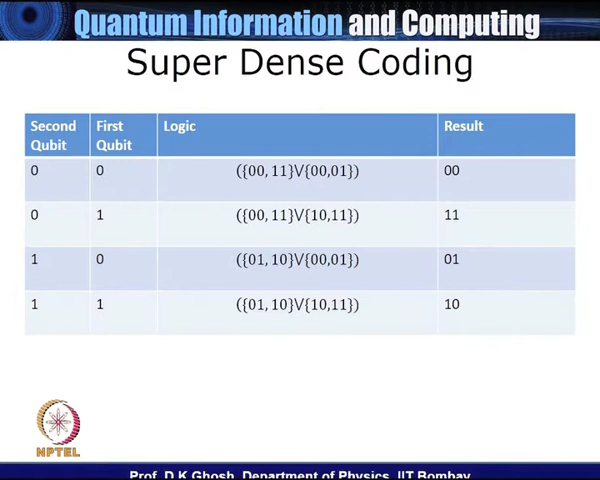 Quantum Information and Computing
Super Dense Coding
Second Qubit First Qubit Logic Result
0 0 ({00, 11}⋁{00,01}) 00
0 1 ({00, 11}⋁{10,11}) 11
1 0 ({01, 10}⋁{00,01}) 01
1 1 ({01, 10}⋁{10,11}) 10
NPTEL
Prof. D.K Ghosh, Department of Physics, IIT Bombay